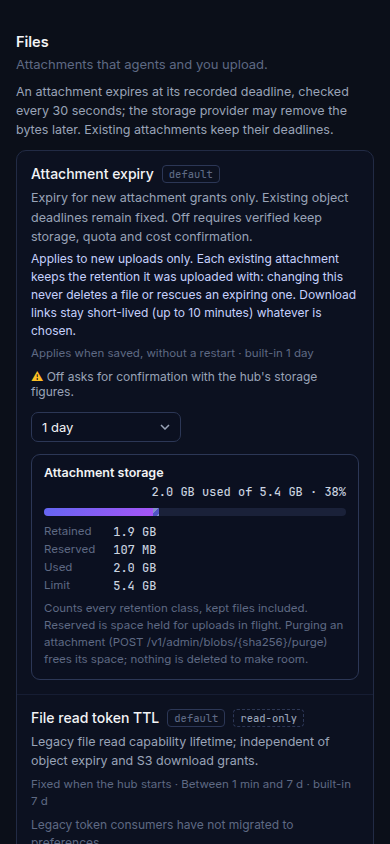 Files
Attachments that agents and you upload.
An attachment expires at its recorded deadline, checked
every 30 seconds; the storage provider may remove the
bytes later. Existing attachments keep their deadlines.
Attachment expiry default
Expiry for new attachment grants only. Existing object
deadlines remain fixed. Off requires verified keep
storage, quota and cost confirmation.
Applies to new uploads only. Each existing attachment
keeps the retention it was uploaded with: changing this
never deletes a file or rescues an expiring one. Download
links stay short-lived (up to 10 minutes) whatever is
chosen.
Applies when saved, without a restart · built-in 1 day
⚠ Off asks for confirmation with the hub's storage
figures.
1 day
Attachment storage
2.0 GB used of 5.4 GB · 38%
Retained 1.9 GB
Reserved 107 MB
Used 2.0 GB
Limit 5.4 GB
Counts every retention class, kept files included.
Reserved is space held for uploads in flight. Purging an
attachment (POST /v1/admin/blobs/{sha256}/purge)
frees its space; nothing is deleted to make room.
File read token TTL default read-only
Legacy file read capability lifetime; independent of
object expiry and S3 download grants.
Fixed when the hub starts · Between 1 min and 7 d · built-in
7 d
Legacy token consumers have not migrated to
preferences